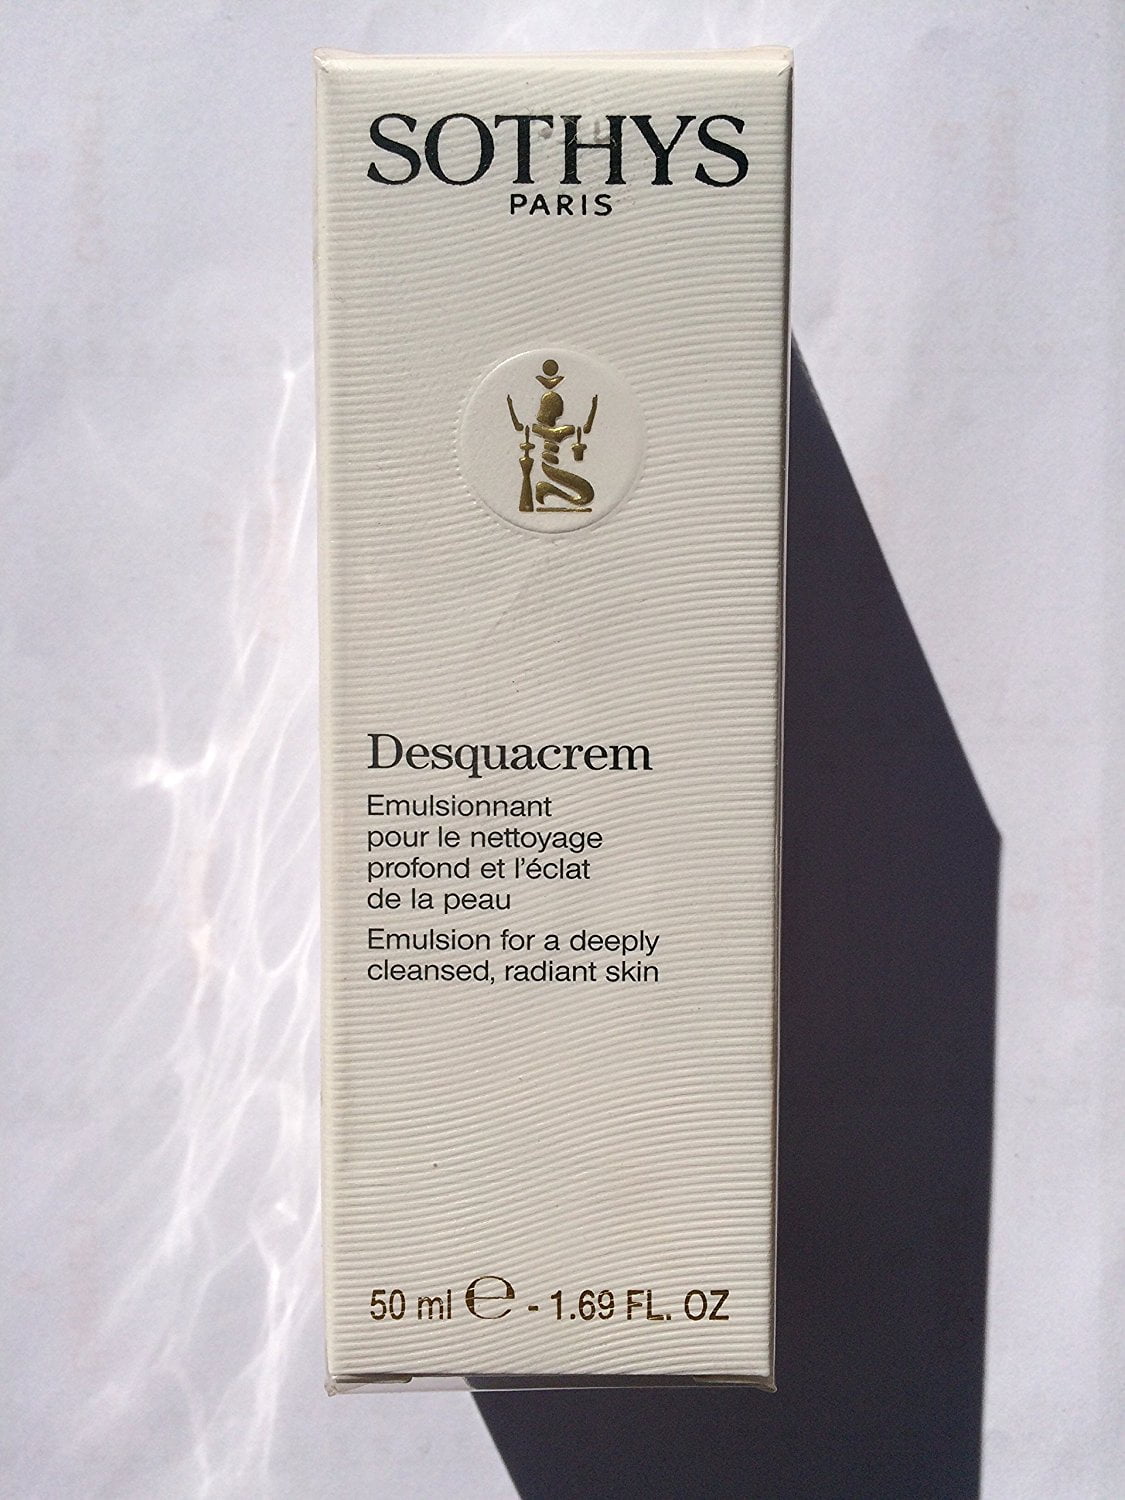 SOTHYS
PARIS
Desquacrem
Emulsionnant
pour le nettoyage
profond et l'éclat
de la peau
Emulsion for a deeply
cleansed, radiant skin
50 ml ℮ - 1.69 FL. OZ